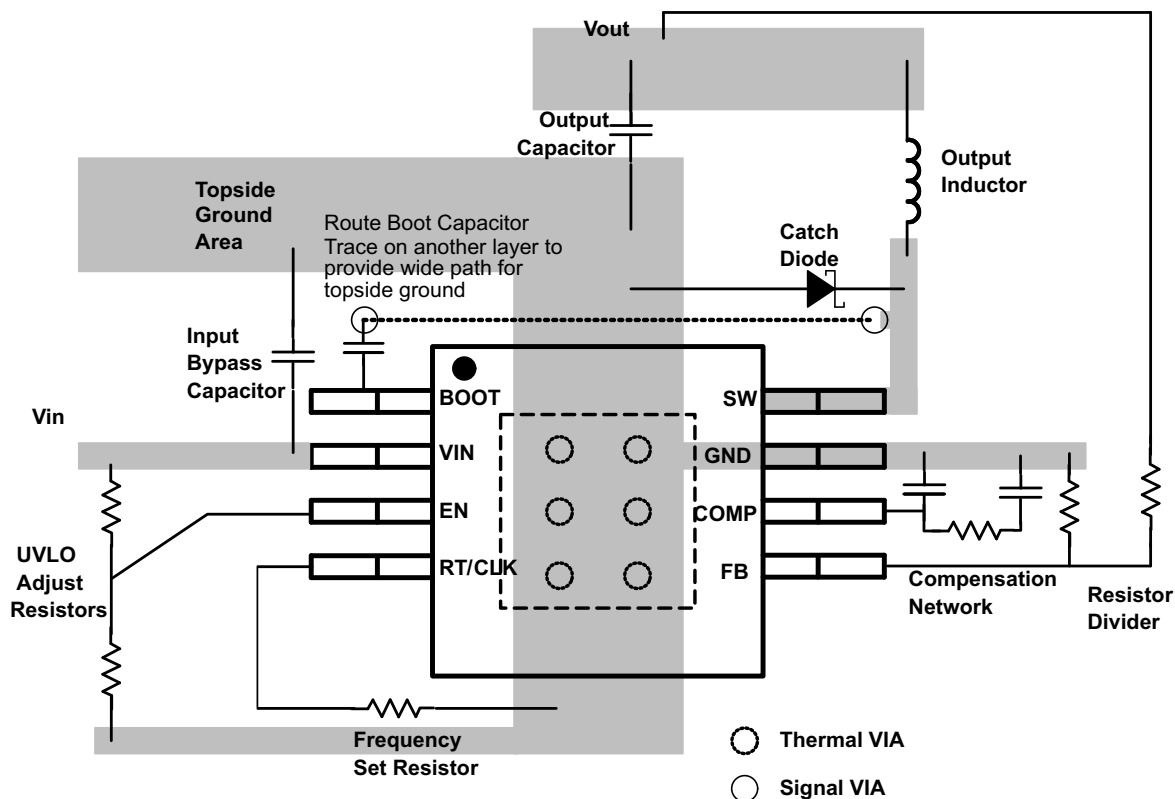 Vout
Output
Capacitor
Output
Inductor
Topside
Ground
Area
Route Boot Capacitor
Trace on another layer to
provide wide path for
topside ground
Catch
Diode
Input
Bypass
Capacitor
Vin
BOOT
VIN
EN
RT/CLK
SW
GND
COMP
FB
UVLO
Adjust
Resistors
Compensation
Network
Resistor
Divider
Frequency
Set Resistor
Thermal VIA
Signal VIA